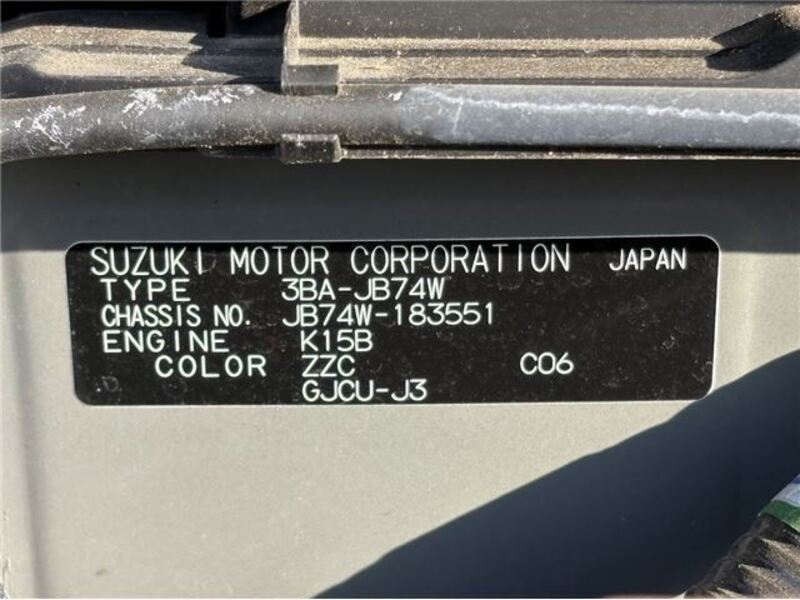 SUZUKI MOTOR CORPORATION JAPAN
TYPE 3BA-JB74W
CHASSIS NO. JB74W-183551
ENGINE K15B
COLOR ZZC C06
GJCU-J3